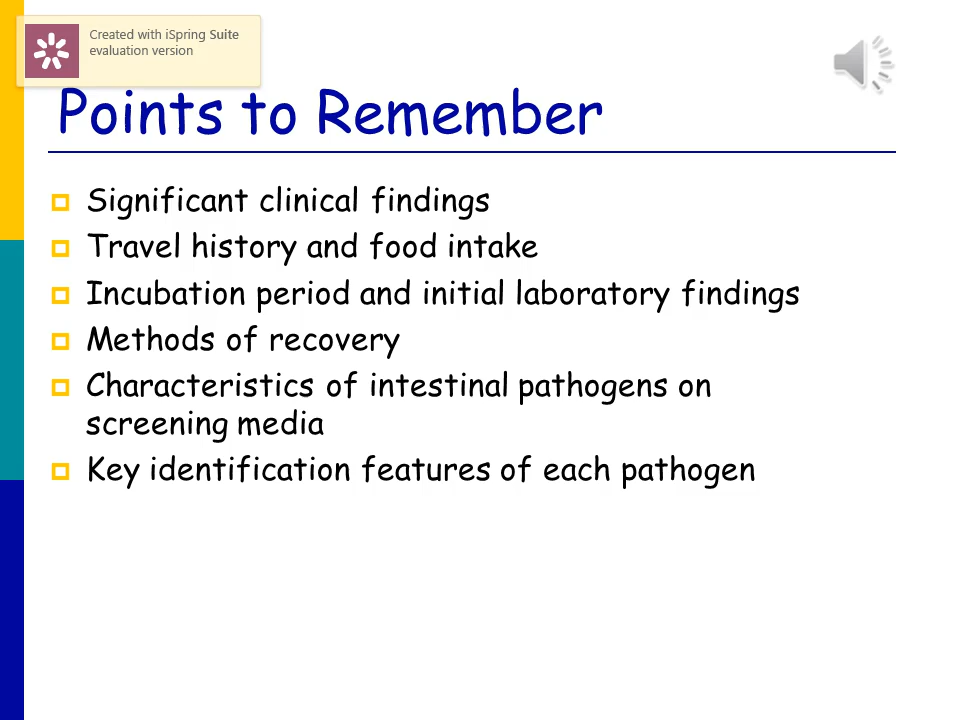 Created with iSpring Suite
evaluation version
Points to Remember
Significant clinical findings
Travel history and food intake
Incubation period and initial laboratory findings
Methods of recovery
Characteristics of intestinal pathogens on
screening media
Key identification features of each pathogen